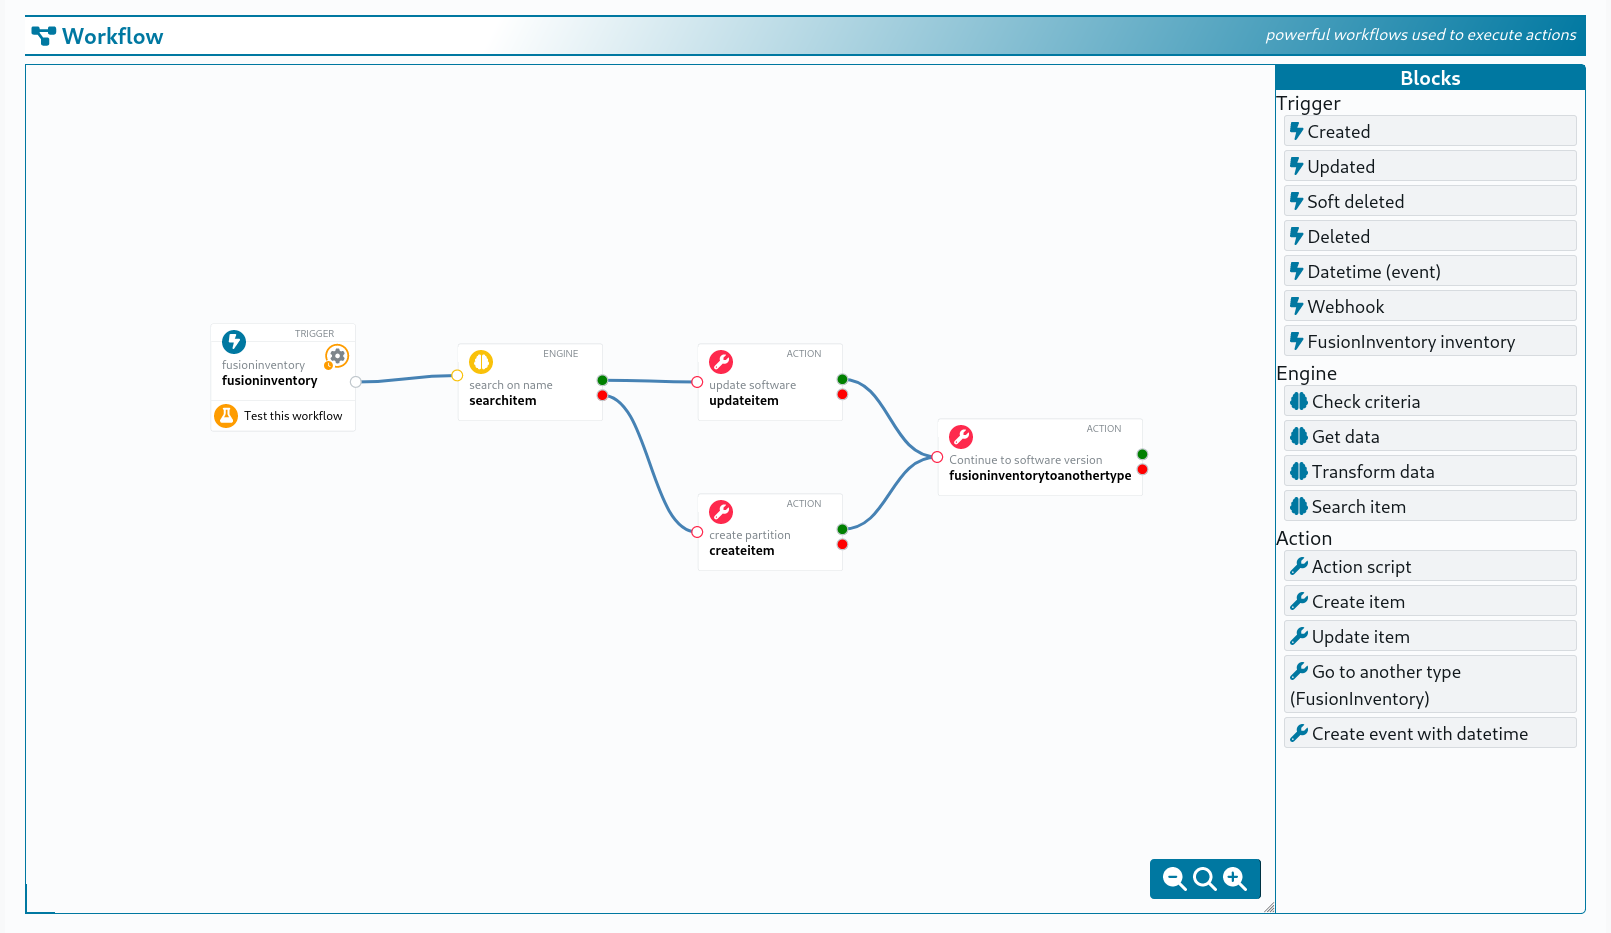 Workflow
powerful workflows used to execute actions
TRIGGER
fusioninventory
fusioninventory
Test this workflow
ENGINE
search on name
searchitem
ACTION
update software
updateitem
ACTION
create partition
createitem
ACTION
Continue to software version
fusioninventorytoanothertype
Blocks
Trigger
Created
Updated
Soft deleted
Deleted
Datetime (event)
Webhook
FusionInventory inventory
Engine
Check criteria
Get data
Transform data
Search item
Action
Action script
Create item
Update item
Go to another type
(FusionInventory)
Create event with datetime